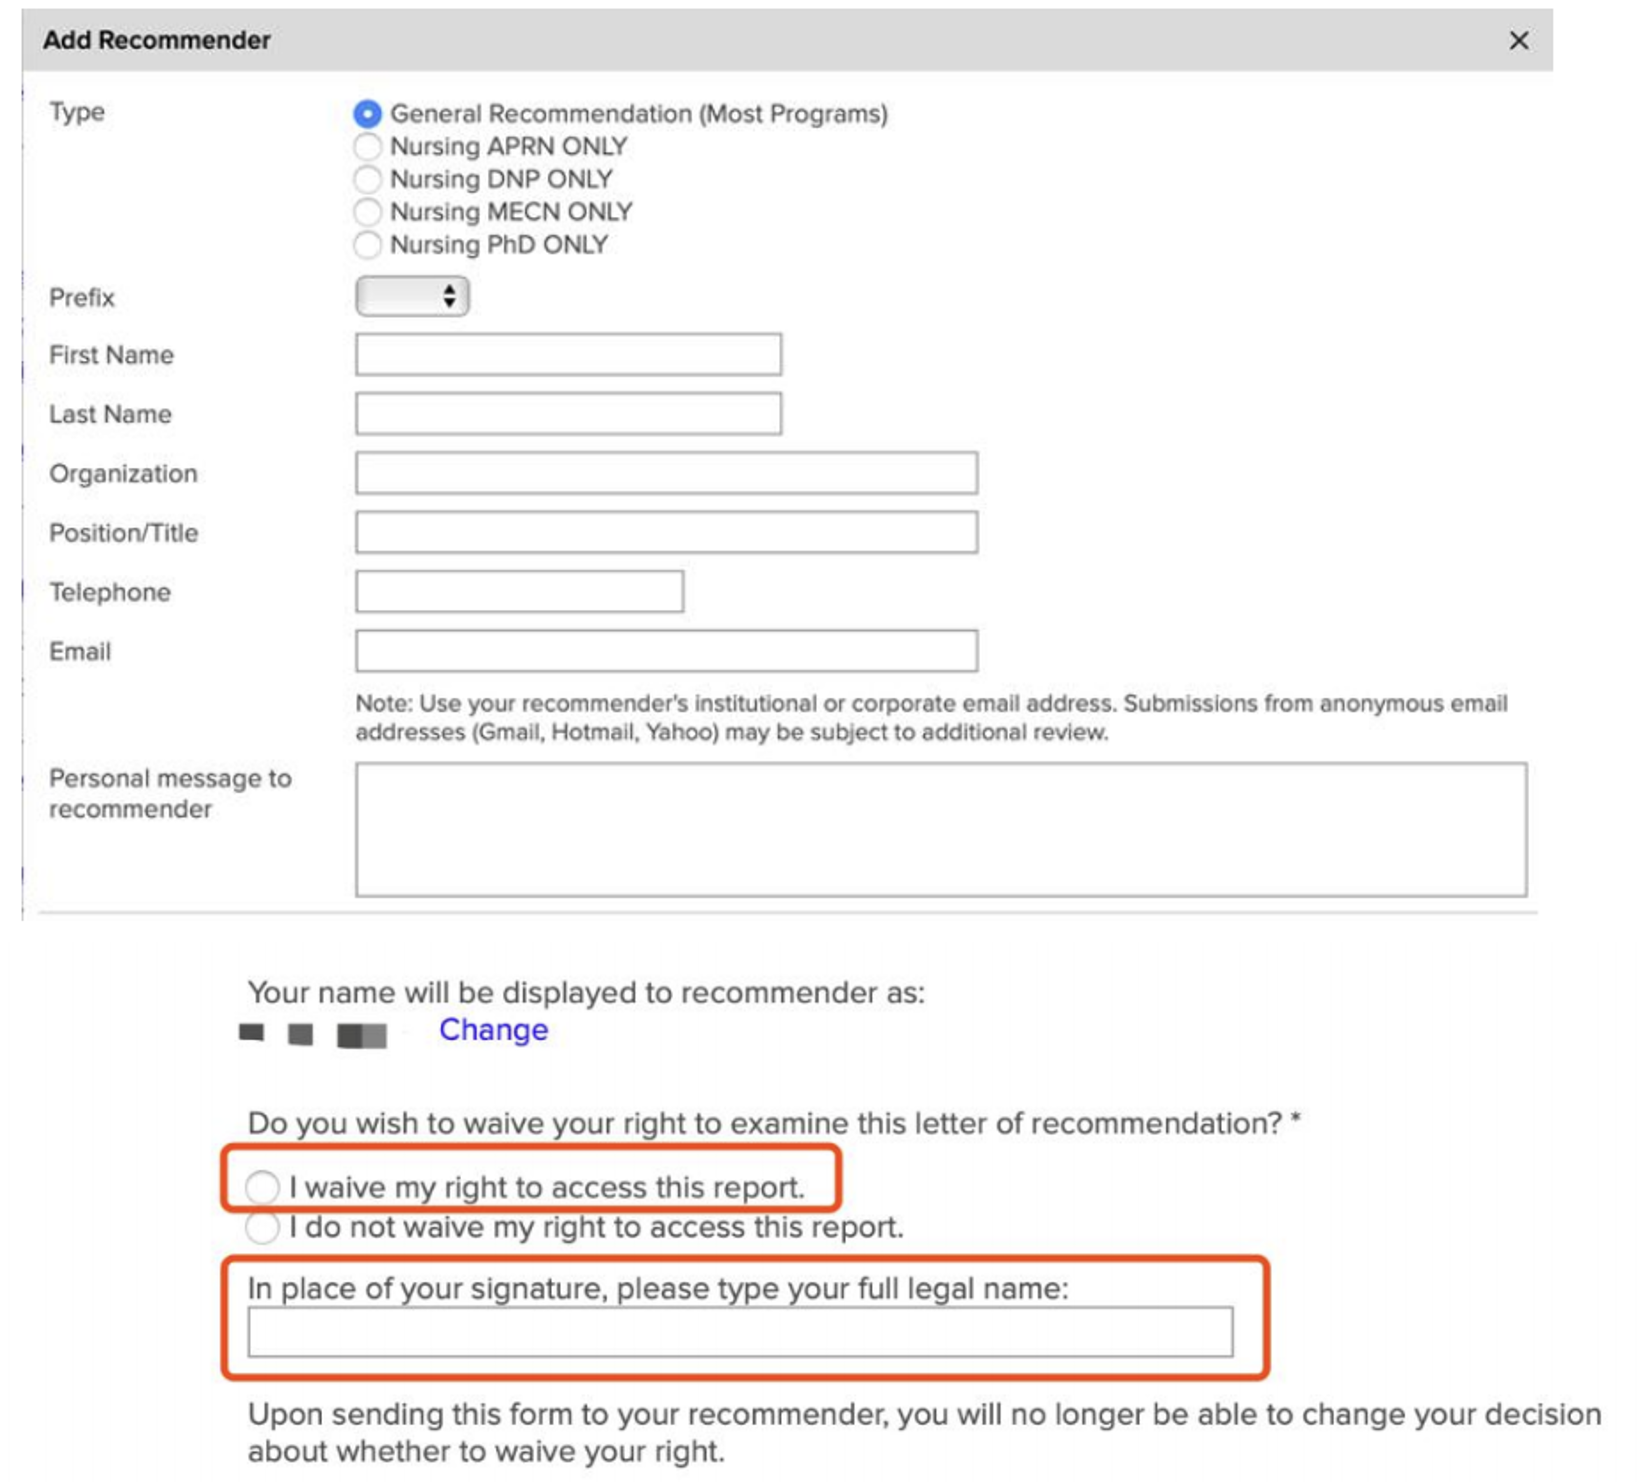 Add Recommender
Type
General Recommendation (Most Programs)
Nursing APRN ONLY
Nursing DNP ONLY
Nursing MECN ONLY
Nursing PhD ONLY
Prefix
First Name
Last Name
Organization
Position/Title
Telephone
Email
Note: Use your recommender's institutional or corporate email address. Submissions from anonymous email
addresses (Gmail, Hotmail, Yahoo) may be subject to additional review.
Personal message to
recommender
Your name will be displayed to recommender as:
Change
Do you wish to waive your right to examine this letter of recommendation? *
I waive my right to access this report.
I do not waive my right to access this report.
In place of your signature, please type your full legal name:
Upon sending this form to your recommender, you will no longer be able to change your decision
about whether to waive your right.